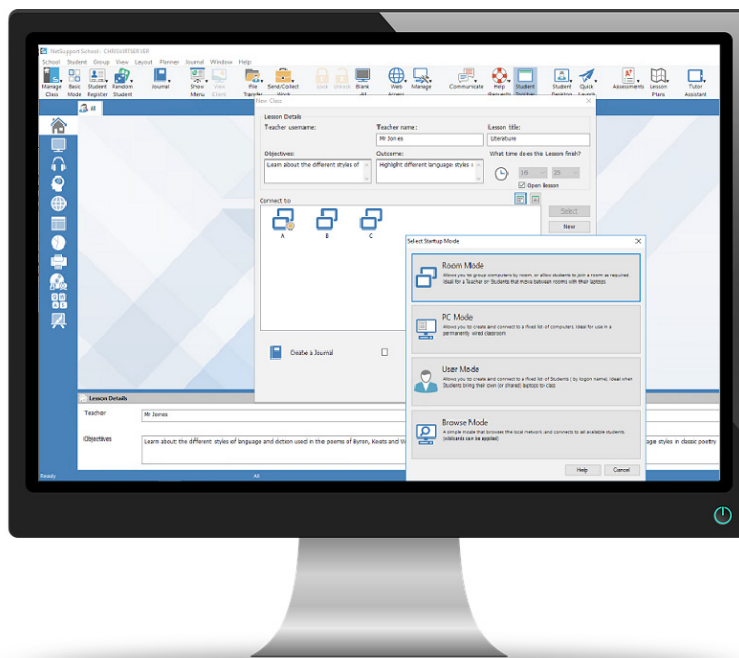 NetSupport School - CHRISVIRTSERVER
School Student Group View Layout Planner Journal Window Help
Manage Class
Basic Mode
Student Register
Random Student
Journal
Show Menu
View Client
File Transfer
Send/Collect Work
Lock
Unlock
Blank All
Web Access
Manage
Communicate
Help Requests
Student
Student
Quick Launch
Assessments
Lesson Plans
Tutor Assistant
All
New Class
Lesson Details
Teacher username:
Teacher name:
Lesson title:
Mr Jones
Literature
Objectives:
Outcome:
What time does the Lesson finish?
Learn about the different styles of
Highlight different language styles
16 25
Open lesson
Connect to
Select
New
A B C
Create a Journal
Select Startup Mode
Room Mode
Allows you to group computers by room, or allow students to join a room as required.
Ideal for a Teacher or Students that move between rooms with their laptops
PC Mode
Allows you to create and connect to a fixed list of computers, ideal for use in a
permanently wired classroom
User Mode
Allows you to create and connect to a fixed list of Students ( by logon name), ideal when
Students bring their own (or shared) laptops to class
Browse Mode
A simple mode that browses the local network, and connects to all available students.
(wildcards can be applied)
Help Cancel
Lesson Details
Teacher
Mr Jones
Objectives
Learn about the different styles of language and diction used in the poems of Byron, Keats and W
age styles in classic poetry
Ready
All